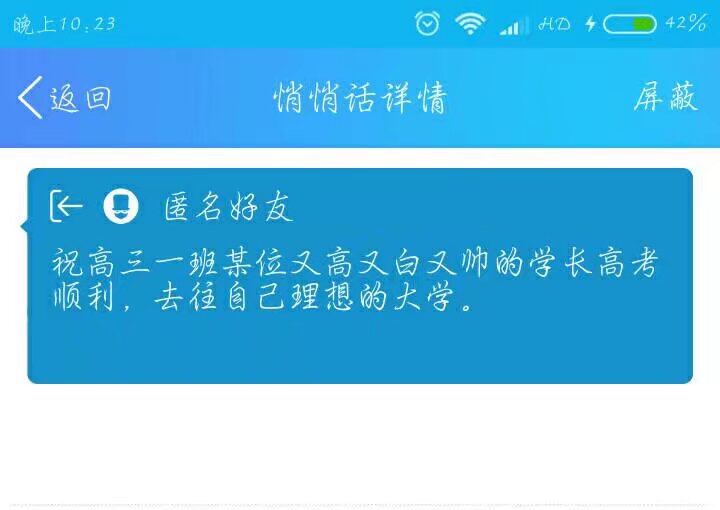 晚上10:23 HD 42%
返回 悄悄话详情 屏蔽
匿名好友
祝高三一班某位又高又白又帅的学长高考
顺利，去往自己理想的大学。